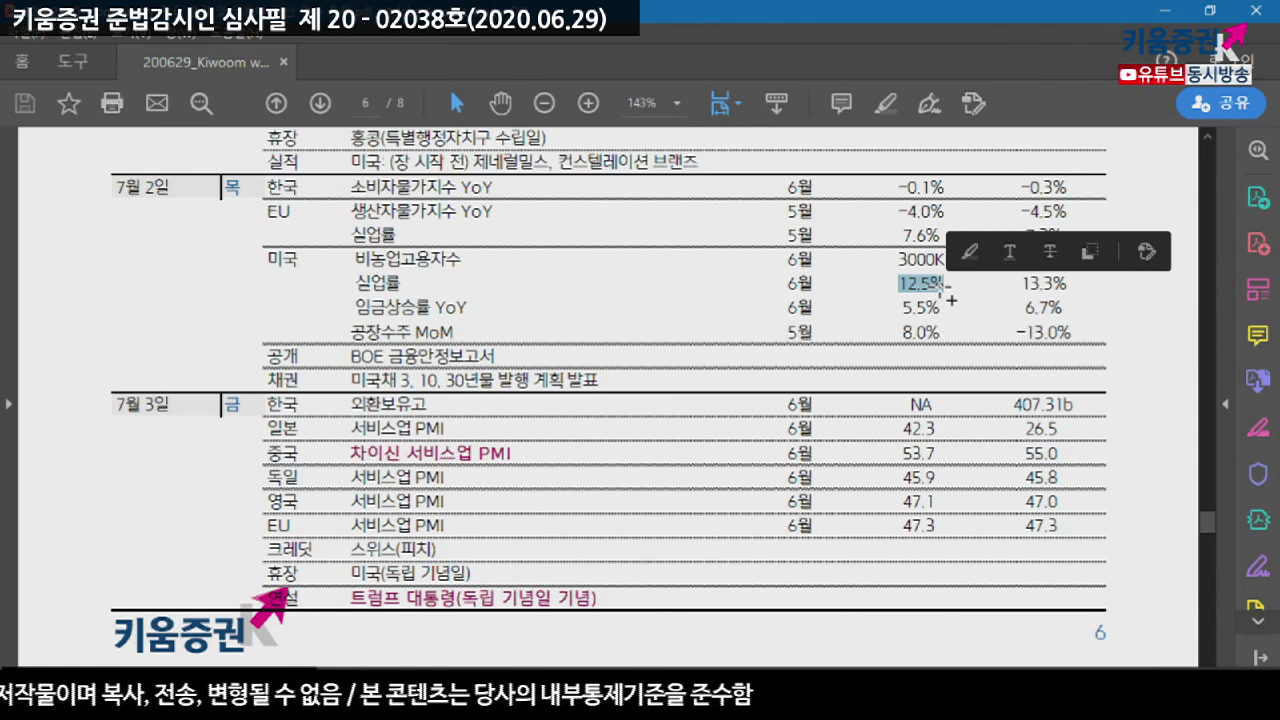 키움증권 준법감시인 심사필 제 20 - 02038호(2020.06.29)
키움증권
유튜브 동시방송
홈 도구 200629_Kiwoom w... ×
6 / 8 143% 공유
휴장 홍콩(특별행정자치구 수립일)
실적 미국: (장 시작 전) 제네럴밀스, 컨스텔레이션 브랜즈
7월 2일 목 한국 소비자물가지수 YoY 6월 -0.1% -0.3%
EU 생산자물가지수 YoY 5월 -4.0% -4.5%
실업률 5월 7.6%
미국 비농업고용자수 6월 3000K
실업률 6월 12.5% 13.3%
임금상승률 YoY 6월 5.5% 6.7%
공장수주 MoM 5월 8.0% -13.0%
공개 BOE 금융안정보고서
채권 미국채 3, 10, 30년물 발행 계획 발표
7월 3일 금 한국 외환보유고 6월 NA 407.31b
일본 서비스업 PMI 6월 42.3 26.5
중국 차이신 서비스업 PMI 6월 53.7 55.0
독일 서비스업 PMI 6월 45.9 45.8
영국 서비스업 PMI 6월 47.1 47.0
EU 서비스업 PMI 6월 47.3 47.3
크레딧 스위스(피치)
휴장 미국(독립 기념일)
연설 트럼프 대통령(독립 기념일 기념)
키움증권
6
저작물이며 복사, 전송, 변형될 수 없음 / 본 콘텐츠는 당사의 내부통제기준을 준수함